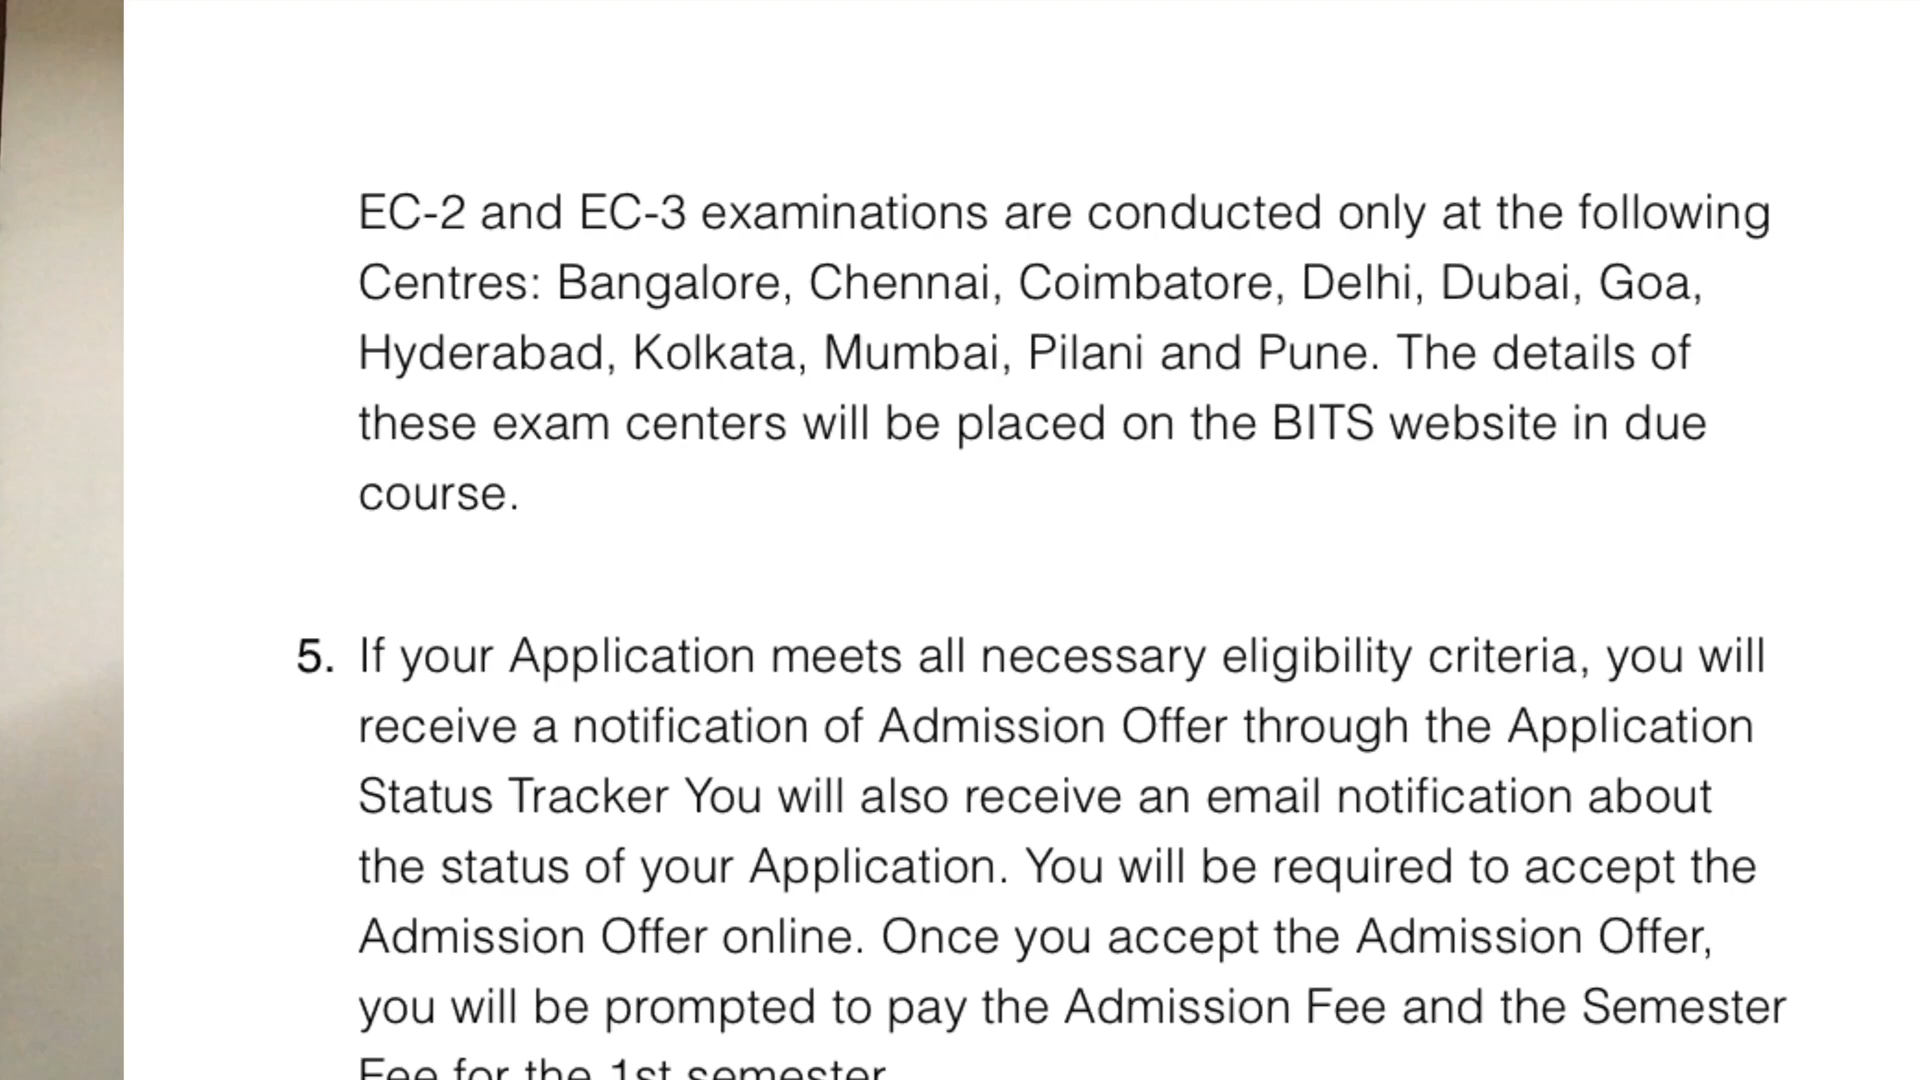 EC-2 and EC-3 examinations are conducted only at the following
Centres: Bangalore, Chennai, Coimbatore, Delhi, Dubai, Goa,
Hyderabad, Kolkata, Mumbai, Pilani and Pune. The details of
these exam centers will be placed on the BITS website in due
course.
5. If your Application meets all necessary eligibility criteria, you will
receive a notification of Admission Offer through the Application
Status Tracker You will also receive an email notification about
the status of your Application. You will be required to accept the
Admission Offer online. Once you accept the Admission Offer,
you will be prompted to pay the Admission Fee and the Semester
Fee for the 1st semester